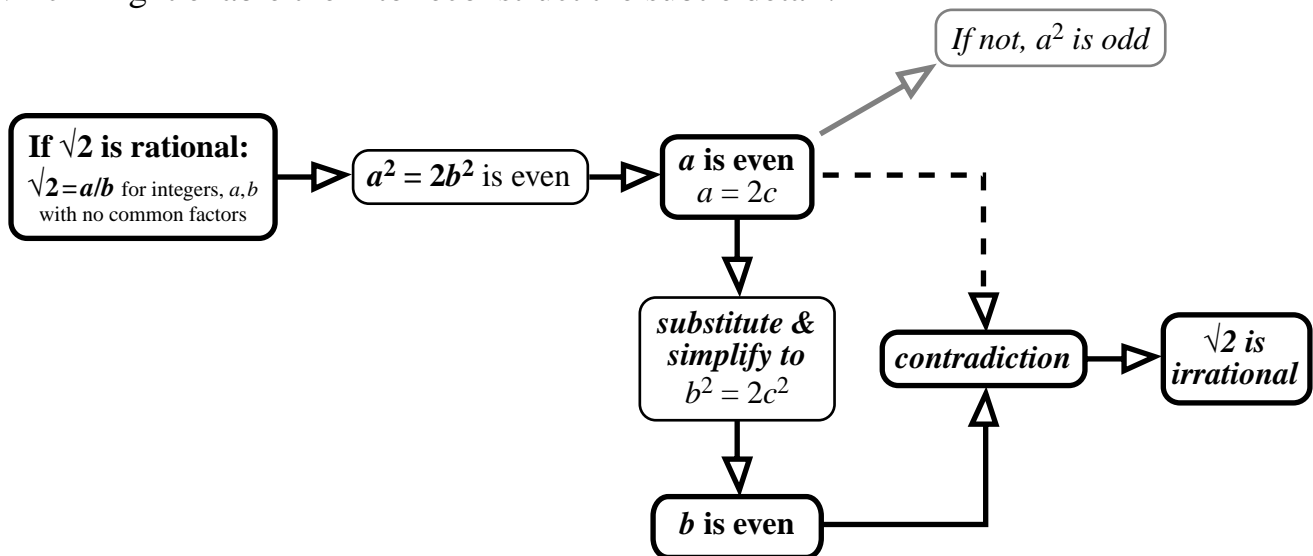 If not, a² is odd
If √2 is rational:
√2=a/b for integers, a,b
with no common factors
a² = 2b² is even
a is even
a = 2c
substitute &
simplify to
b² = 2c²
contradiction
√2 is
irrational
b is even